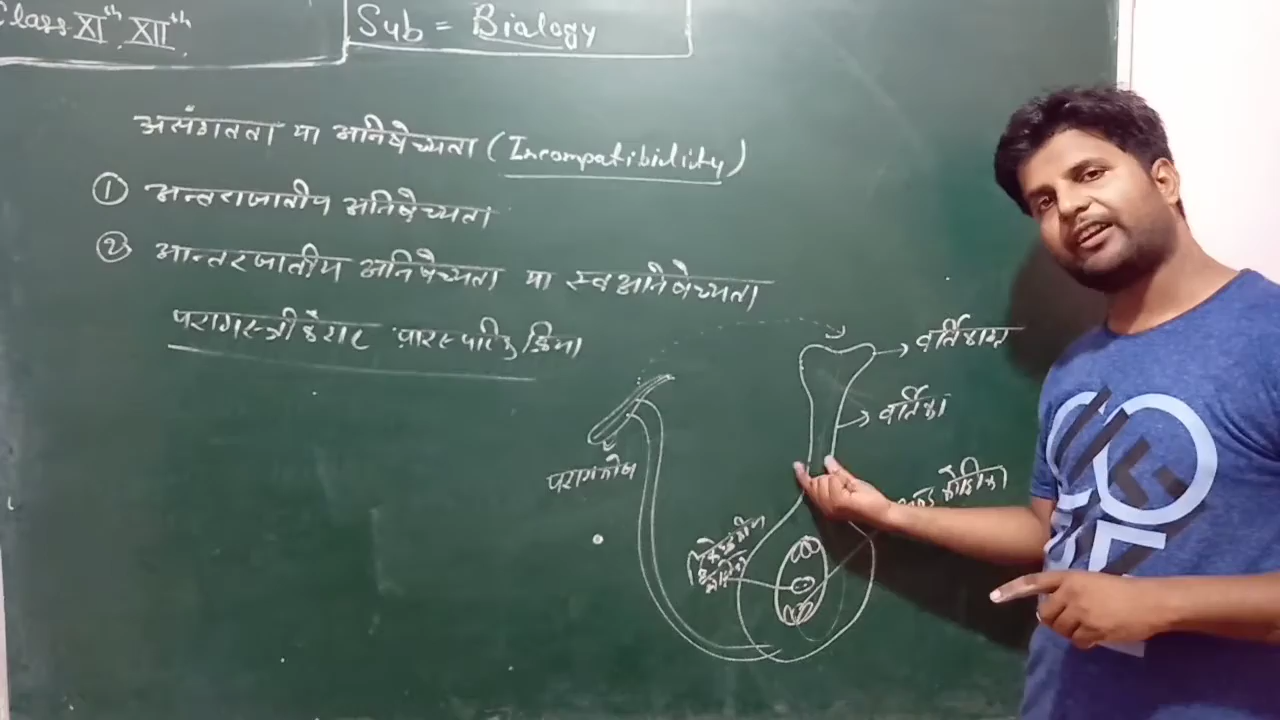 Class XIth, XIIth
Sub = Biology
असंगतता या अनिषेच्यता (Incompatibility)
① अन्तराजातीय अनिषेच्यता
② आन्तरजातीय अनिषेच्यता या स्वअनिषेच्यता
परागस्त्रीकेसर पारस्परिक क्रिया
वर्तिकाग्र
वर्तिका
परागकोष